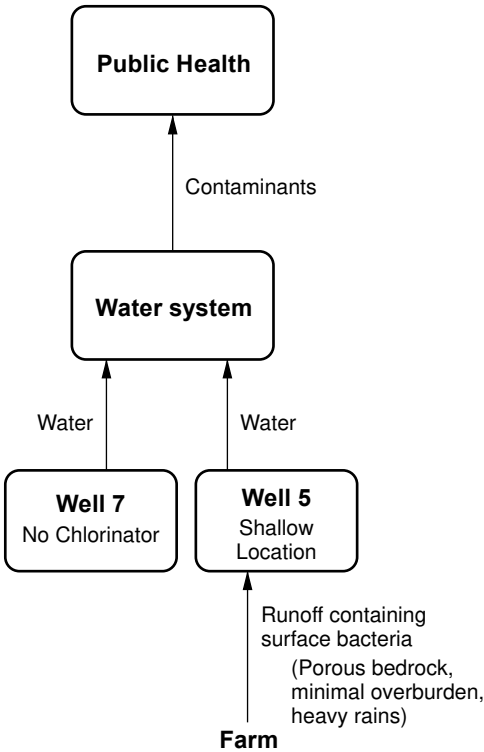 Public Health
Contaminants
Water system
Water
Water
Well 7
No Chlorinator
Well 5
Shallow
Location
Runoff containing
surface bacteria
(Porous bedrock,
minimal overburden,
heavy rains)
Farm